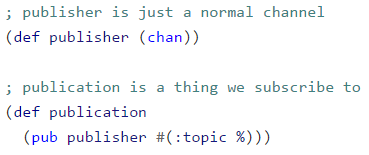 ; publisher is just a normal channel
(def publisher (chan))
; publication is a thing we subscribe to
(def publication
  (pub publisher #(:topic %)))